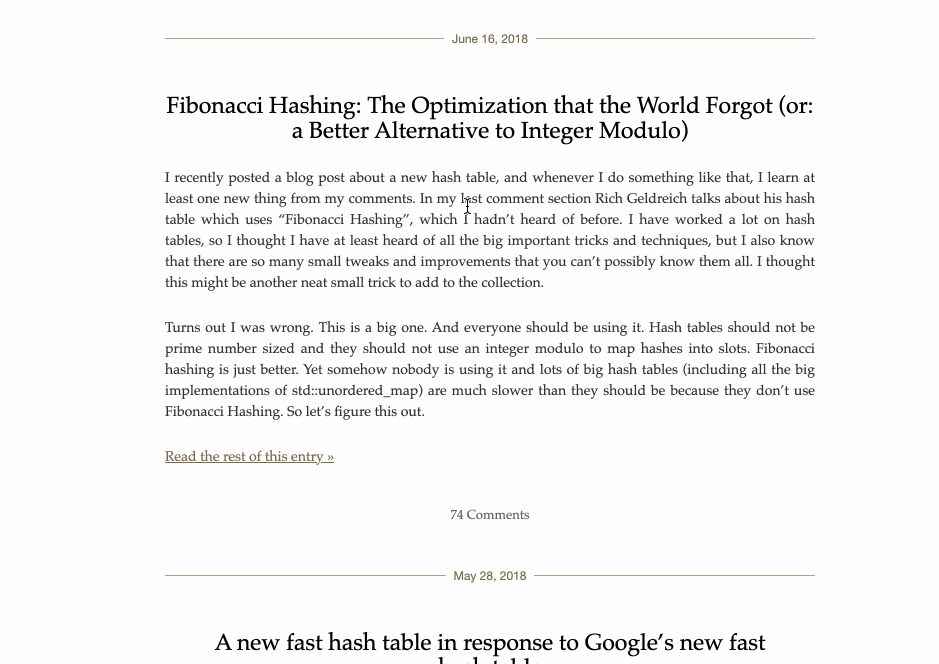 June 16, 2018
Fibonacci Hashing: The Optimization that the World Forgot (or:
a Better Alternative to Integer Modulo)
I recently posted a blog post about a new hash table, and whenever I do something like that, I learn at
least one new thing from my comments. In my last comment section Rich Geldreich talks about his hash
table which uses “Fibonacci Hashing”, which I hadn’t heard of before. I have worked a lot on hash
tables, so I thought I have at least heard of all the big important tricks and techniques, but I also know
that there are so many small tweaks and improvements that you can’t possibly know them all. I thought
this might be another neat small trick to add to the collection.
Turns out I was wrong. This is a big one. And everyone should be using it. Hash tables should not be
prime number sized and they should not use an integer modulo to map hashes into slots. Fibonacci
hashing is just better. Yet somehow nobody is using it and lots of big hash tables (including all the big
implementations of std::unordered_map) are much slower than they should be because they don’t use
Fibonacci Hashing. So let’s figure this out.
Read the rest of this entry »
74 Comments
May 28, 2018
A new fast hash table in response to Google’s new fast
hash table